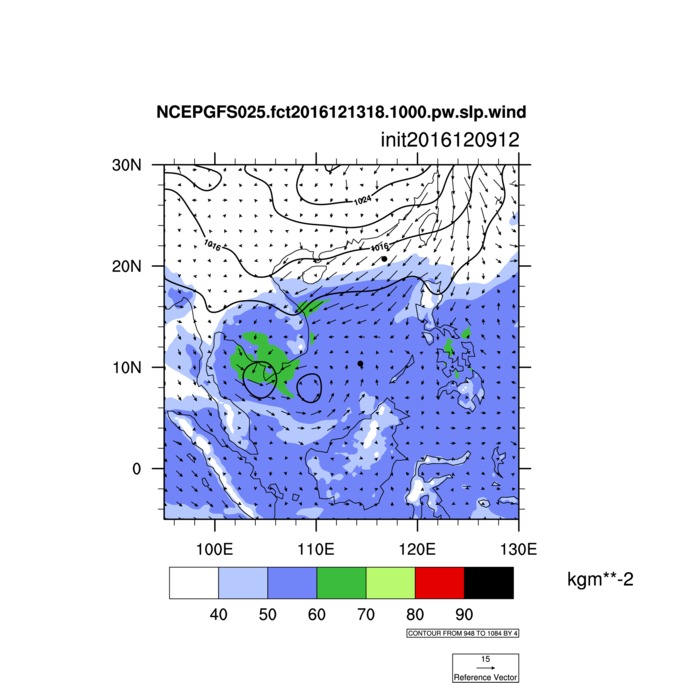 NCEPGFS025.fct2016121318.1000.pw.slp.wind
init2016120912
30N
20N
10N
0
1024
1016
1016
100E 110E 120E 130E
40 50 60 70 80 90
kgm**-2
CONTOUR FROM 948 TO 1084 BY 4
15
Reference Vector